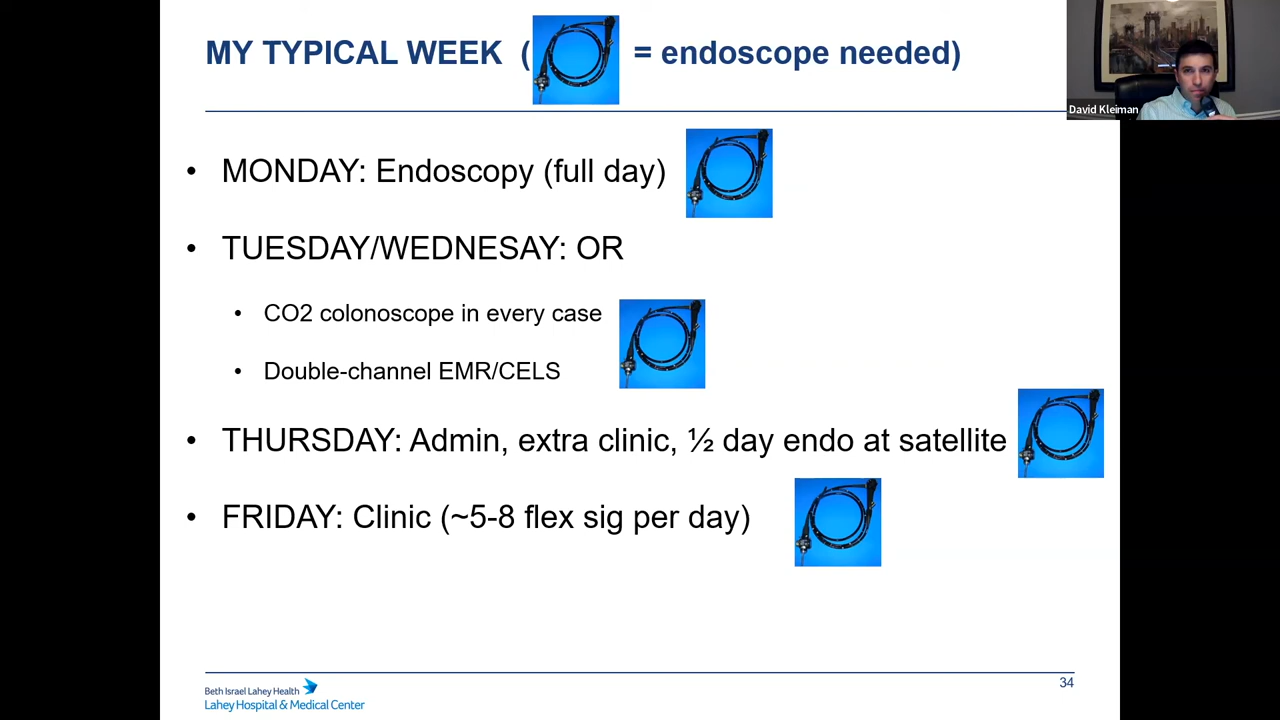 MY TYPICAL WEEK ( = endoscope needed)
David Kleiman
• MONDAY: Endoscopy (full day)
• TUESDAY/WEDNESAY: OR
• CO2 colonoscope in every case
• Double-channel EMR/CELS
• THURSDAY: Admin, extra clinic, ½ day endo at satellite
• FRIDAY: Clinic (~5-8 flex sig per day)
34
Beth Israel Lahey Health
Lahey Hospital & Medical Center